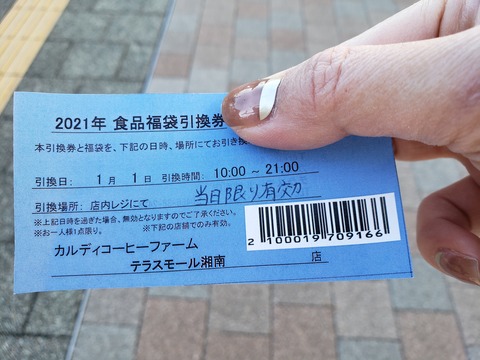 2021年 食品福袋引換券
本引換券と福袋を、下記の日時、場所にてお引き換
引換日: 1月 1日 引換時間: 10:00 ~ 21:00
引換場所: 店内レジにて 当日限り有効
※上記日時を過ぎた場合、無効となりますのでご了承ください。
※お一人様1点限り。 ※下記の店舗でのみ有効。
カルディコーヒーファーム
テラスモール湘南 店
2 100019 709166